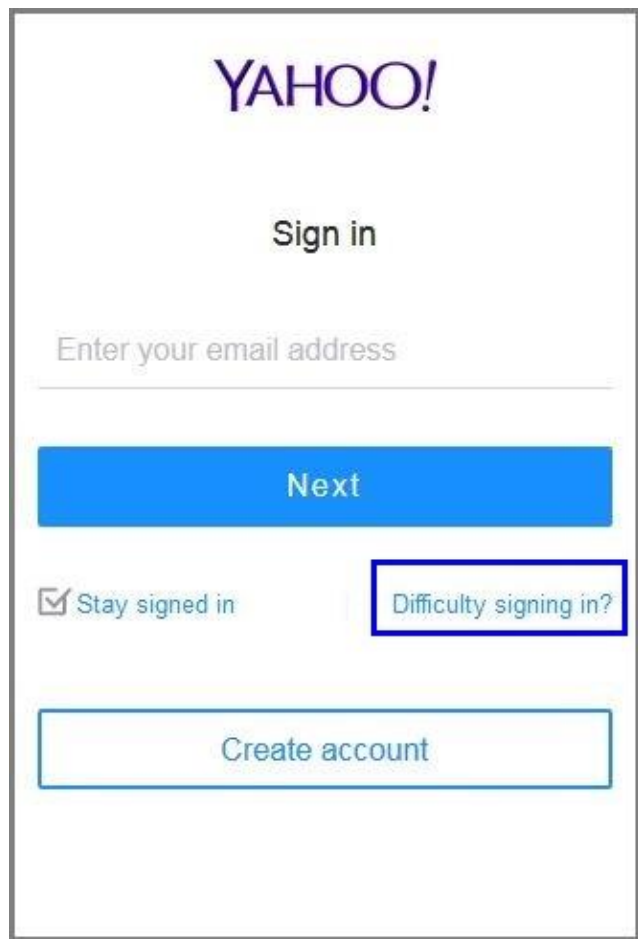 YAHOO!
Sign in
Enter your email address
Next
Stay signed in
Difficulty signing in?
Create account